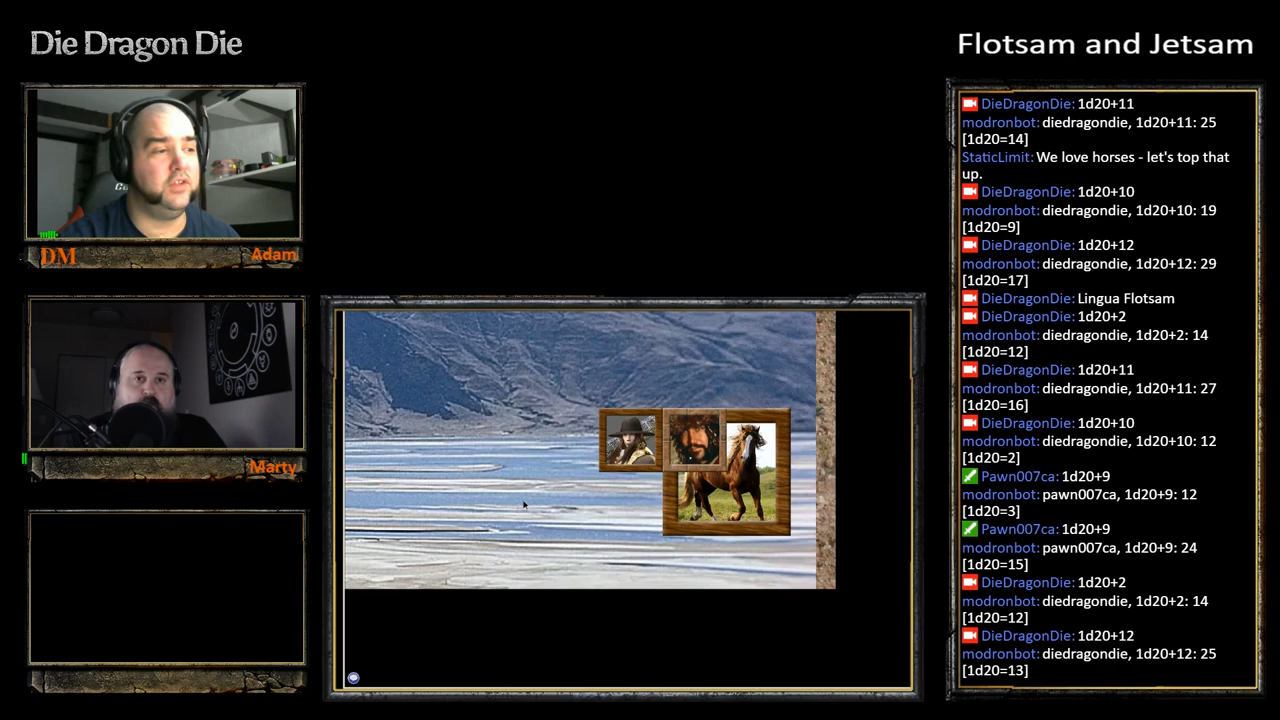 Die Dragon Die
Flotsam and Jetsam
DM
Adam
Marty
DieDragonDie: 1d20+11
modronbot: diedragondie, 1d20+11: 25
[1d20=14]
StaticLimit: We love horses - let's top that
up.
DieDragonDie: 1d20+10
modronbot: diedragondie, 1d20+10: 19
[1d20=9]
DieDragonDie: 1d20+12
modronbot: diedragondie, 1d20+12: 29
[1d20=17]
DieDragonDie: Lingua Flotsam
DieDragonDie: 1d20+2
modronbot: diedragondie, 1d20+2: 14
[1d20=12]
DieDragonDie: 1d20+11
modronbot: diedragondie, 1d20+11: 27
[1d20=16]
DieDragonDie: 1d20+10
modronbot: diedragondie, 1d20+10: 12
[1d20=2]
Pawn007ca: 1d20+9
modronbot: pawn007ca, 1d20+9: 12
[1d20=3]
Pawn007ca: 1d20+9
modronbot: pawn007ca, 1d20+9: 24
[1d20=15]
DieDragonDie: 1d20+2
modronbot: diedragondie, 1d20+2: 14
[1d20=12]
DieDragonDie: 1d20+12
modronbot: diedragondie, 1d20+12: 25
[1d20=13]